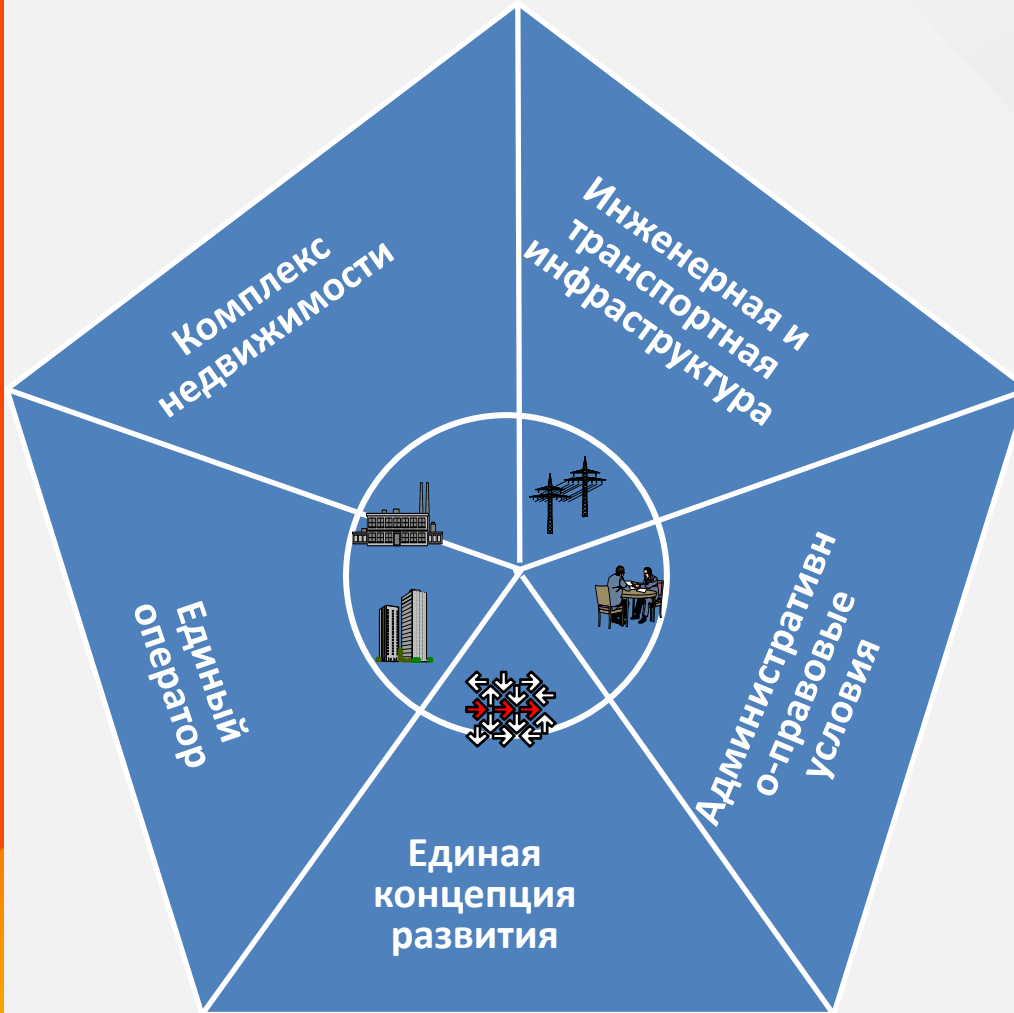 Комплекс
недвижимости
Инженерная и
транспортная
инфраструктура
Единый
оператор
Административн
о-правовые
условия
Единая
концепция
развития